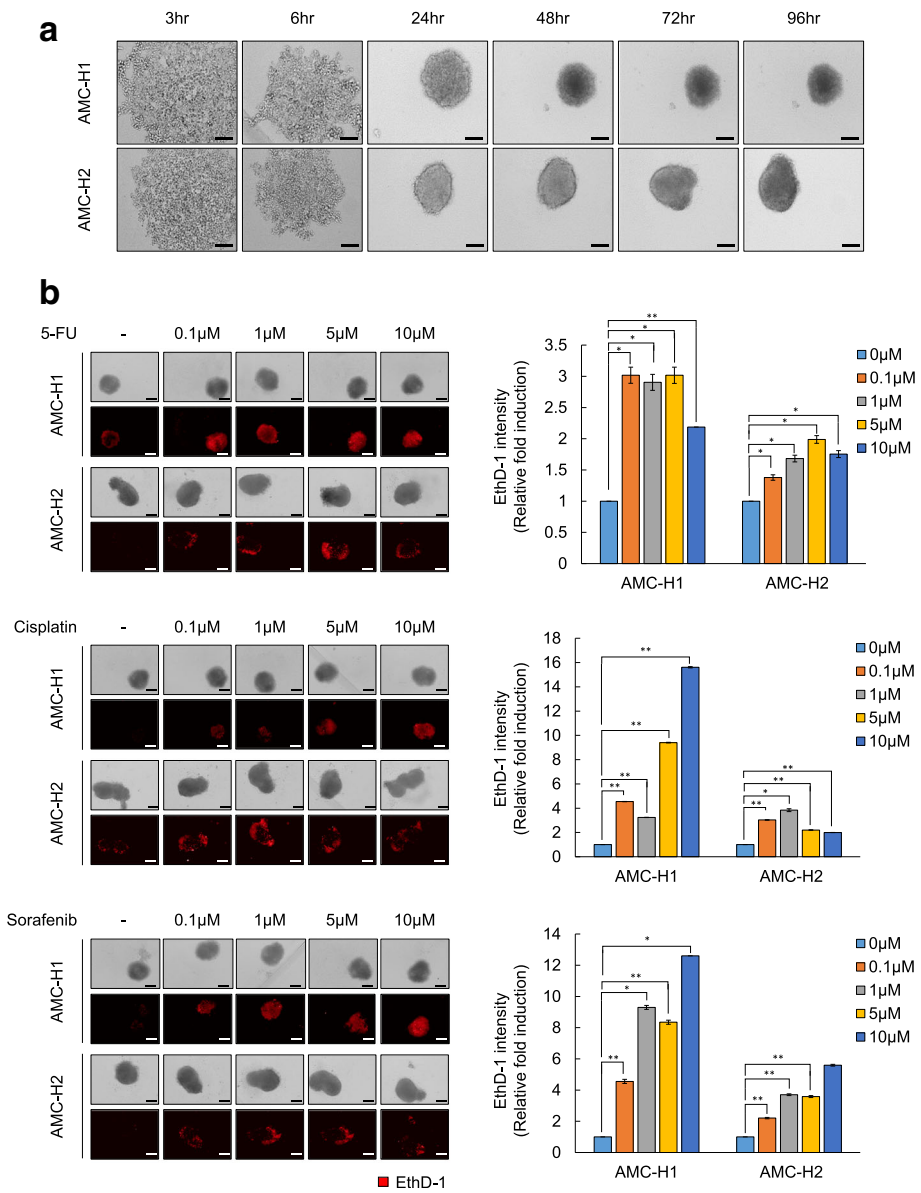 a
3hr 6hr 24hr 48hr 72hr 96hr
AMC-H1
AMC-H2
b
5-FU - 0.1µM 1µM 5µM 10µM
AMC-H1
AMC-H2
EthD-1 intensity
(Relative fold induction)
3.5
3
2.5
2
1.5
1
0.5
0
** * * * *
* * * *
AMC-H1 AMC-H2
0µM
0.1µM
1µM
5µM
10µM
Cisplatin - 0.1µM 1µM 5µM 10µM
AMC-H1
AMC-H2
EthD-1 intensity
(Relative fold induction)
18
16
14
12
10
8
6
4
2
0
** ** ** **
** ** * **
AMC-H1 AMC-H2
0µM
0.1µM
1µM
5µM
10µM
Sorafenib - 0.1µM 1µM 5µM 10µM
AMC-H1
AMC-H2
EthD-1 intensity
(Relative fold induction)
14
12
10
8
6
4
2
0
* ** * **
** ** **
AMC-H1 AMC-H2
0µM
0.1µM
1µM
5µM
10µM
EthD-1